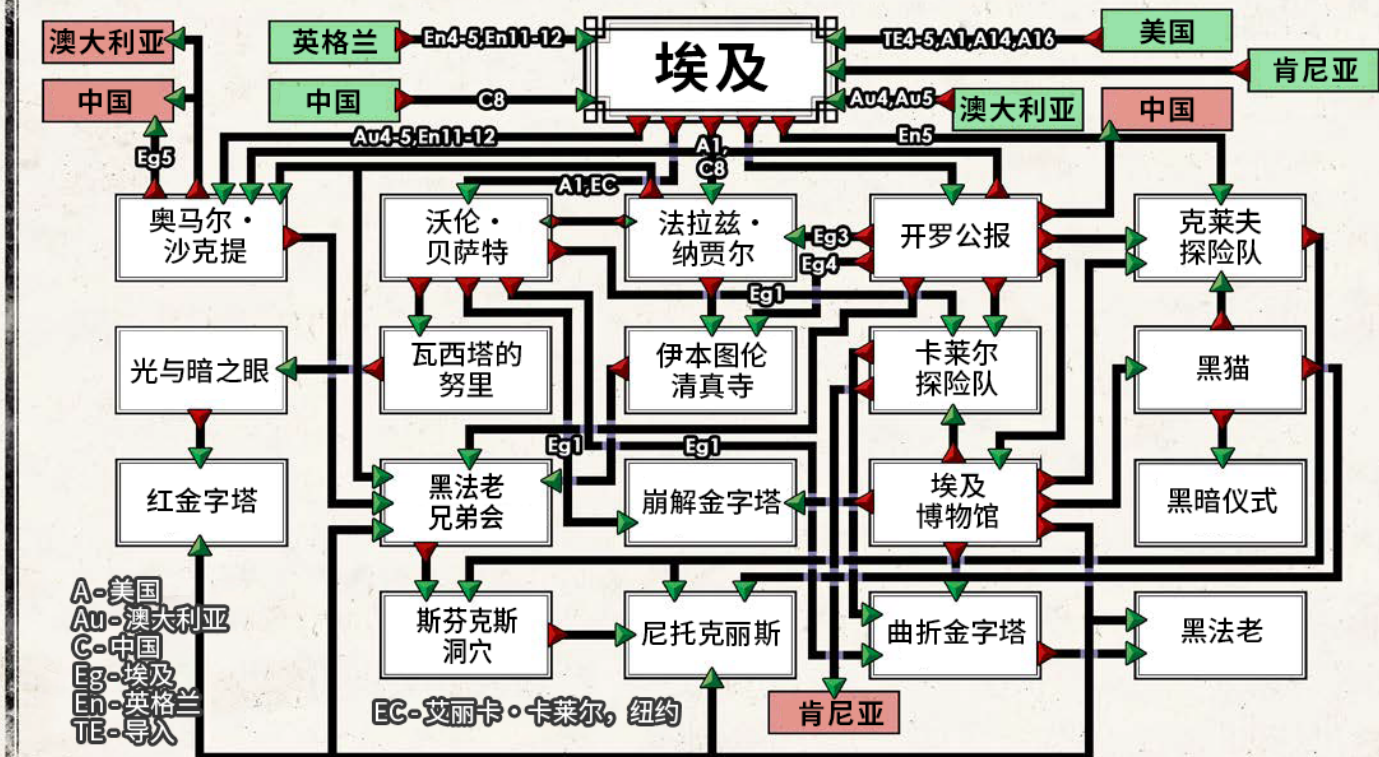 澳大利亚
英格兰
En4-5,En11-12
埃及
TE4-5,A1,A14,A16
美国
肯尼亚
中国
中国
C8
Au4,Au5
澳大利亚
中国
Eg5
Au4-5,En11-12
A1,
C8
En5
A1,EC
奥马尔·
沙克提
沃伦·
贝萨特
法拉兹·
纳贾尔
Eg3
Eg4
开罗公报
克莱夫
探险队
Eg1
光与暗之眼
瓦西塔的
努里
伊本图伦
清真寺
卡莱尔
探险队
黑猫
Eg1
Eg1
红金字塔
黑法老
兄弟会
崩解金字塔
埃及
博物馆
黑暗仪式
斯芬克斯
洞穴
尼托克丽斯
曲折金字塔
黑法老
A-美国
Au-澳大利亚
C-中国
Eg-埃及
En-英格兰
TE-导入
EC-艾丽卡·卡莱尔，纽约
肯尼亚